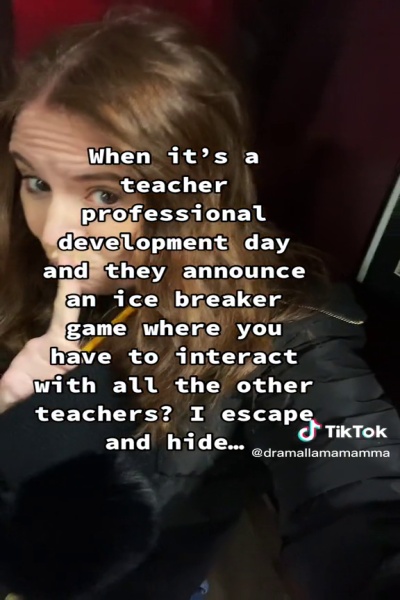 When it’s a
teacher
professional
development day
and they announce
an ice breaker
game where you
have to interact
with all the other
teachers? I escape
and hide…
TikTok
@dramallamamamma